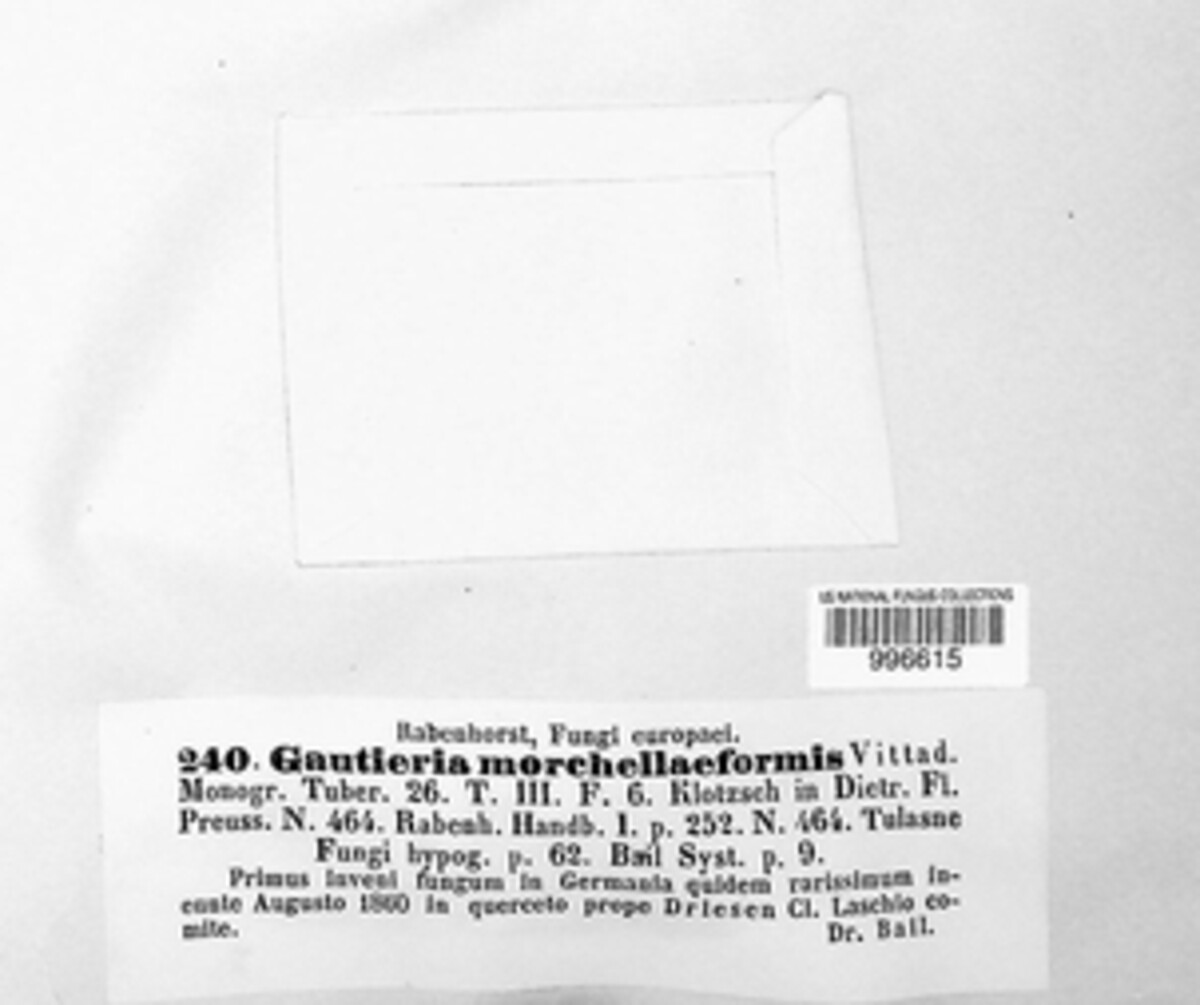 US NATIONAL FUNGUS COLLECTIONS
996615
Rabenhorst, Fungi europaei.
240. Gautieria morchellaeformis Vittad.
Monogr. Tuber. 26. T. III. F. 6. Klotzsch in Dietr. Fl.
Preuss. N. 464. Rabenh. Handb. I. p. 252. N. 464. Tulasne
Fungi hypog. p. 62. Bail Syst. p. 9.
Primus inveni fungum in Germania quidem rarissimum in-
eunte Augusto 1860 in querceto prope Driesen Cl. Laschio co-
mite.
Dr. Bail.